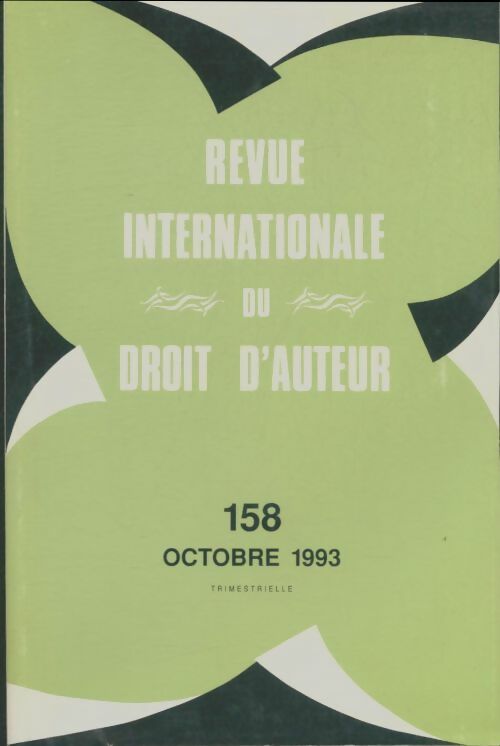 REVUE
INTERNATIONALE
DU
DROIT D'AUTEUR
158
OCTOBRE 1993
TRIMESTRIELLE